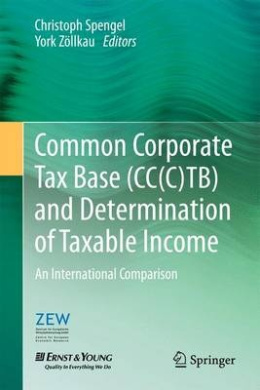 Christoph Spengel
York Zöllkau Editors
Common Corporate
Tax Base (CC(C)TB)
and Determination
of Taxable Income
An International Comparison
ZEW
ERNST & YOUNG
Quality In Everything We Do
Springer